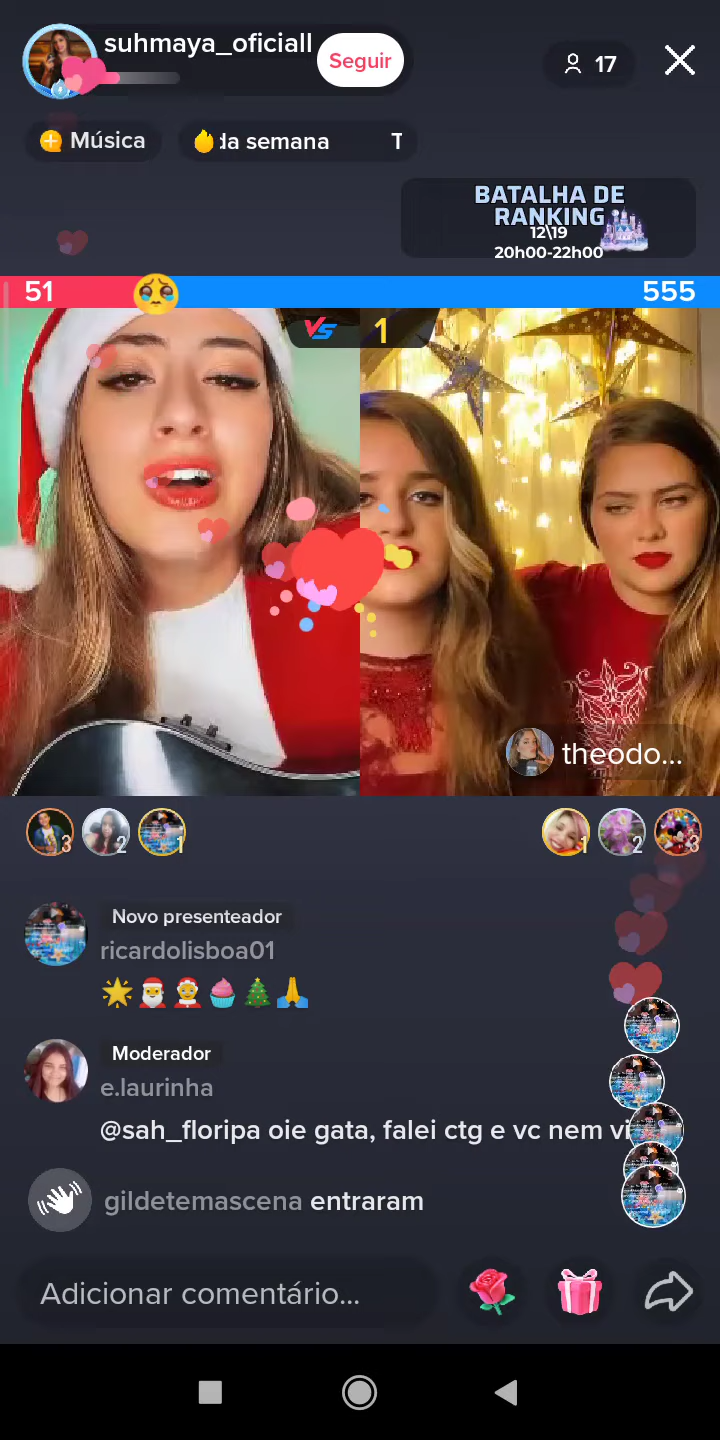 suhmaya_oficiall
Seguir
17
Música
da semana
T
BATALHA DE
RANKING
12\19
20h00-22h00
51
555
VS
1
theodo...
3
2
1
1
2
3
Novo presenteador
ricardolisboa01
Moderador
e.laurinha
@sah_floripa oie gata, falei ctg e vc nem vi
gildetemascena entraram
Adicionar comentário...